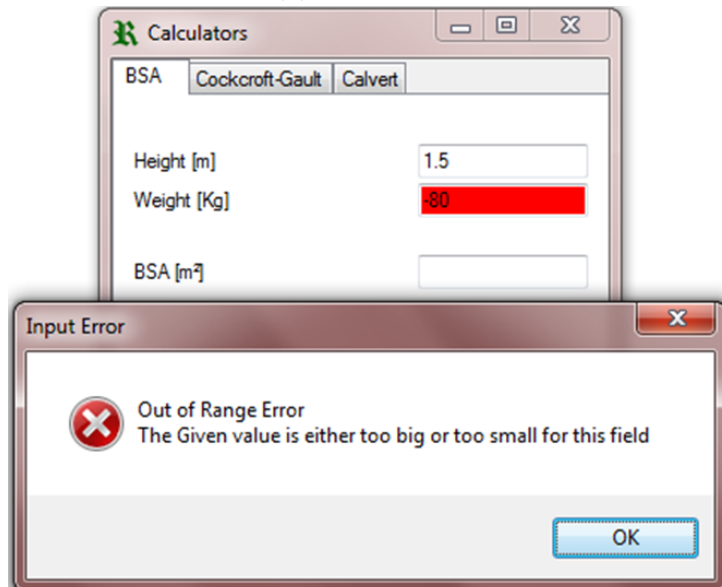 Calculators
BSA Cockcroft-Gault Calvert
Height [m] 1.5
Weight [Kg] -80
BSA [m²]
Input Error
Out of Range Error
The Given value is either too big or too small for this field
OK